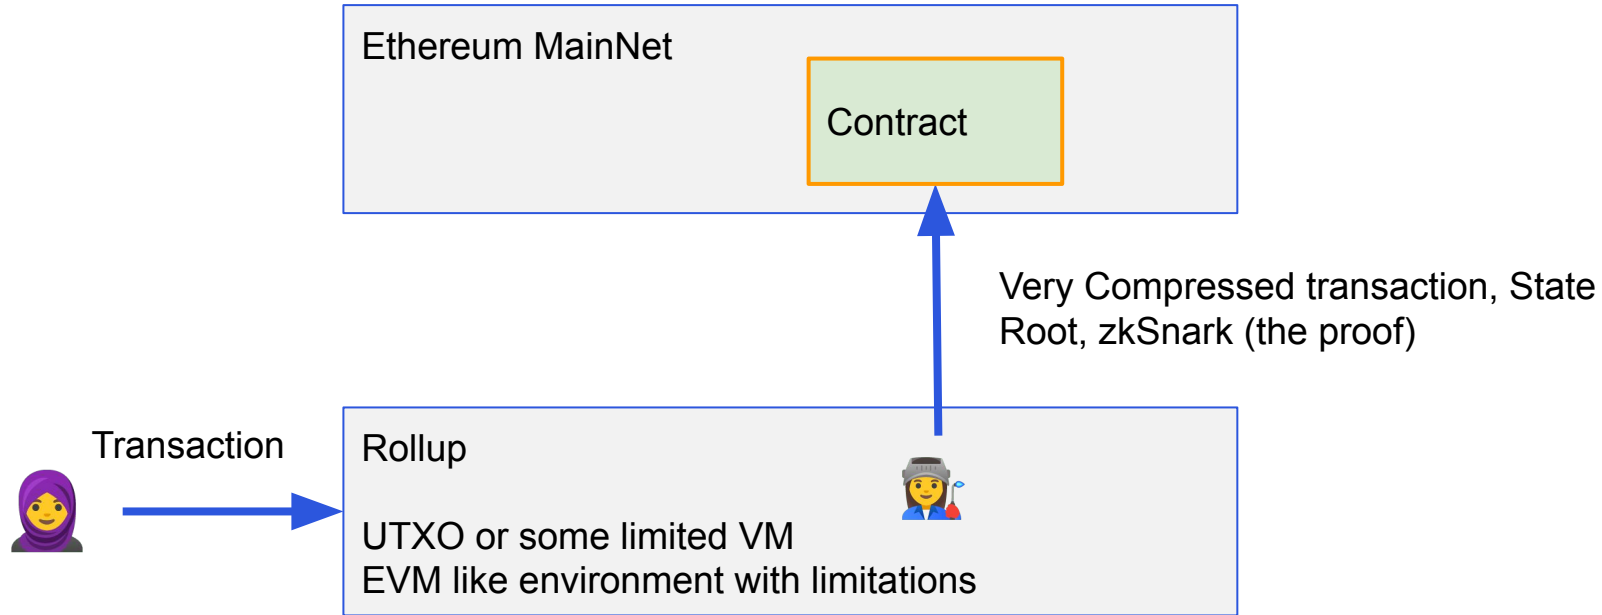 Ethereum MainNet
Contract
Very Compressed transaction, State
Root, zkSnark (the proof)
Transaction
Rollup
UTXO or some limited VM
EVM like environment with limitations